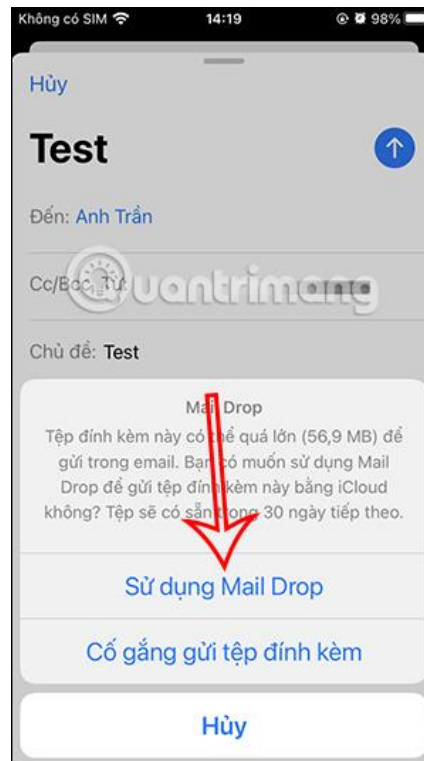 Không có SIM 14:19 98%
Hủy
Test
Đến: Anh Trần
Cc/Bcc, Từ:
Quantrimang
Chủ đề: Test
Mail Drop
Tệp đính kèm này có thể quá lớn (56,9 MB) để
gửi trong email. Bạn có muốn sử dụng Mail
Drop để gửi tệp đính kèm này bằng iCloud
không? Tệp sẽ có sẵn trong 30 ngày tiếp theo.
Sử dụng Mail Drop
Cố gắng gửi tệp đính kèm
Hủy